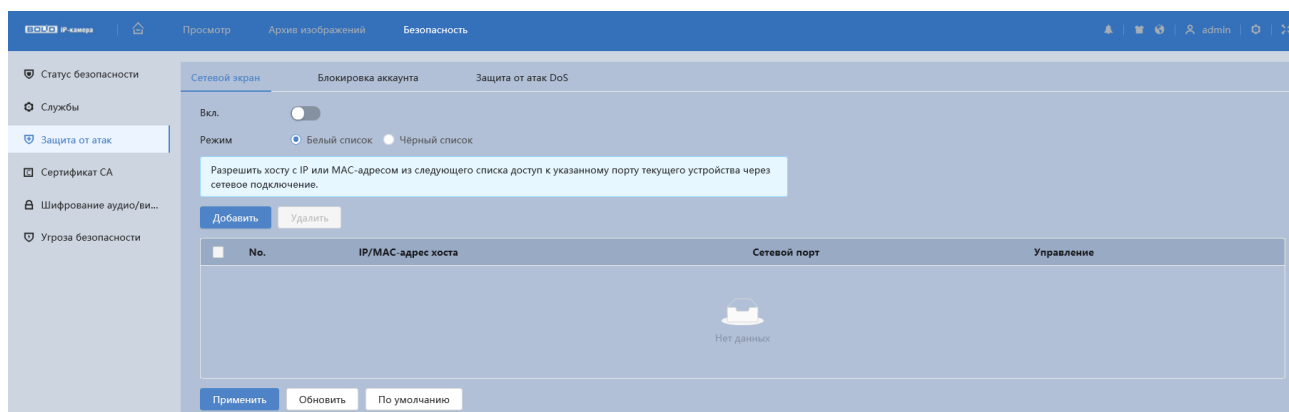 BOLID IP-камера Просмотр Архив изображений Безопасность admin
Статус безопасности
Службы
Защита от атак
Сертификат CA
Шифрование аудио/ви...
Угроза безопасности
Сетевой экран Блокировка аккаунта Защита от атак DoS
Вкл.
Режим Белый список Чёрный список
Разрешить хосту с IP или MAC-адресом из следующего списка доступ к указанному порту текущего устройства через
сетевое подключение.
Добавить Удалить
No. IP/MAC-адрес хоста Сетевой порт Управление
Нет данных
Применить Обновить По умолчанию